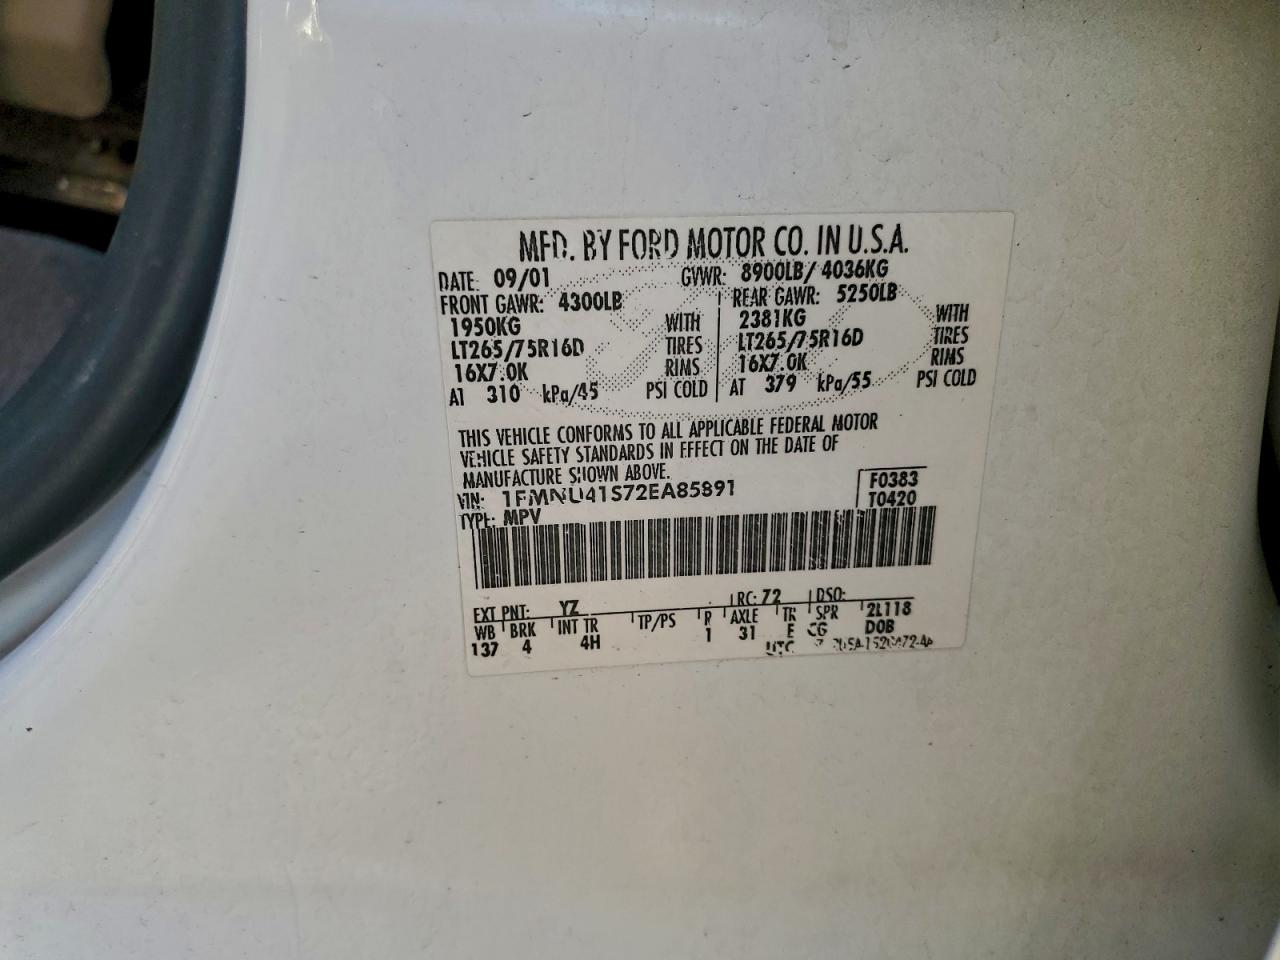 MFD. BY FORD MOTOR CO. IN U.S.A.
DATE: 09/01 GVWR: 8900LB/ 4036KG
FRONT GAWR: 4300LB REAR GAWR: 5250LB
1950KG WITH 2381KG WITH
LT265/75R16D TIRES LT265/75R16D TIRES
16X7.0K RIMS 16X7.0K RIMS
AT 310 kPa/45 PSI COLD AT 379 kPa/55 PSI COLD
THIS VEHICLE CONFORMS TO ALL APPLICABLE FEDERAL MOTOR
VEHICLE SAFETY STANDARDS IN EFFECT ON THE DATE OF
MANUFACTURE SHOWN ABOVE.
VIN: 1FMNU41S72EA85891 F0383
TYPE: MPV T0420
EXT PNT: YZ RC: 72 DSO:
WB BRK INT TR TP/PS R AXLE TR SPR 2L118
137 4 4H 1 31 E CG DOB
UTC